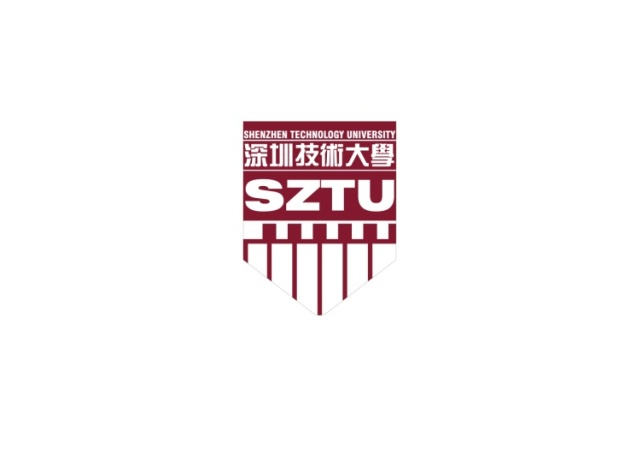 SHENZHEN TECHNOLOGY UNIVERSITY
深圳技術大學
SZTU